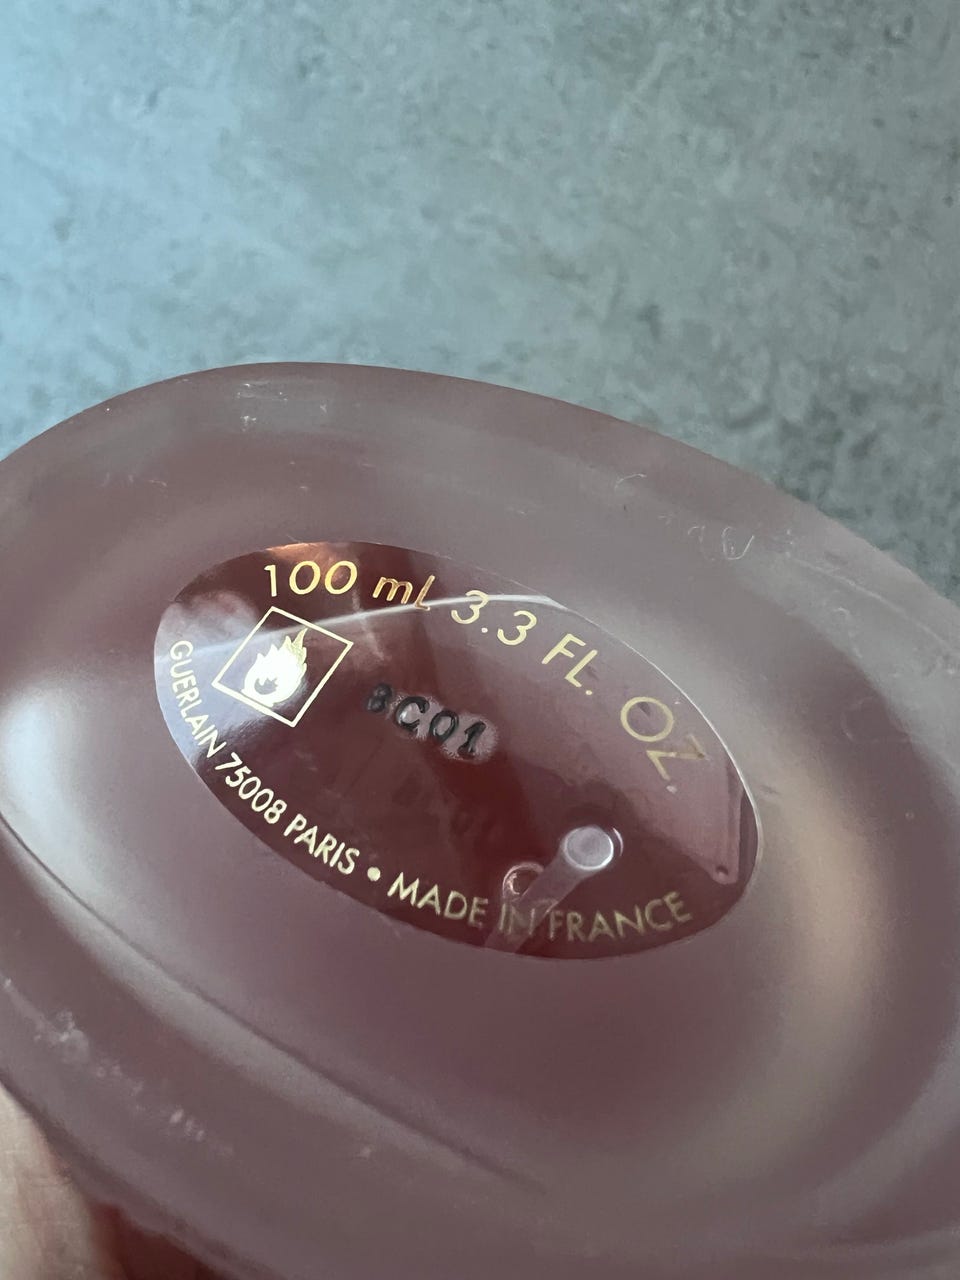 100 mL 3.3 FL. OZ.
8C01
GUERLAIN 75008 PARIS • MADE IN FRANCE